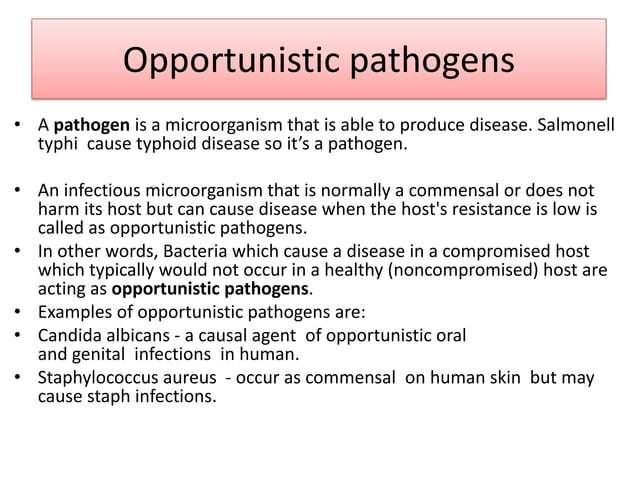 Opportunistic pathogens
• A pathogen is a microorganism that is able to produce disease. Salmonell
typhi  cause typhoid disease so it’s a pathogen.
• An infectious microorganism that is normally a commensal or does not
harm its host but can cause disease when the host's resistance is low is
called as opportunistic pathogens.
• In other words, Bacteria which cause a disease in a compromised host
which typically would not occur in a healthy (noncompromised) host are
acting as opportunistic pathogens.
• Examples of opportunistic pathogens are:
• Candida albicans - a causal agent  of opportunistic oral
and genital  infections  in human.
• Staphylococcus aureus  - occur as commensal  on human skin  but may
cause staph infections.